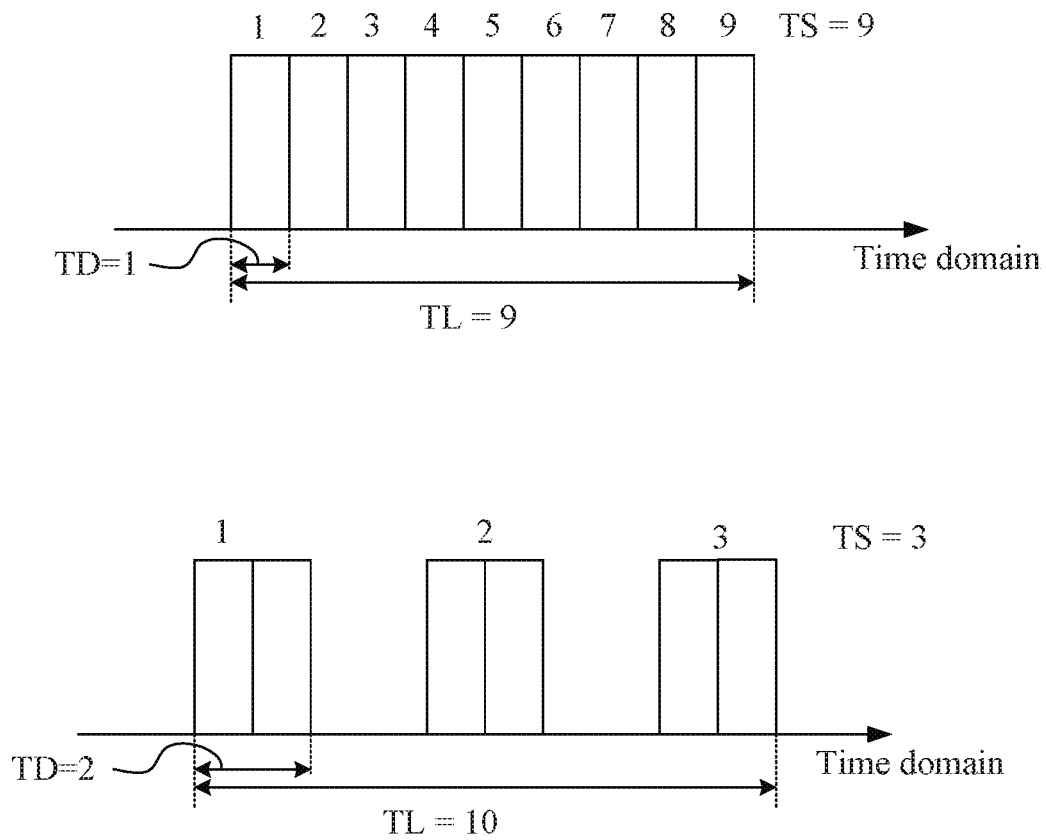 1 2 3 4 5 6 7 8 9 TS = 9
TD=1
Time domain
TL = 9
1 2 3 TS = 3
TD=2
Time domain
TL = 10